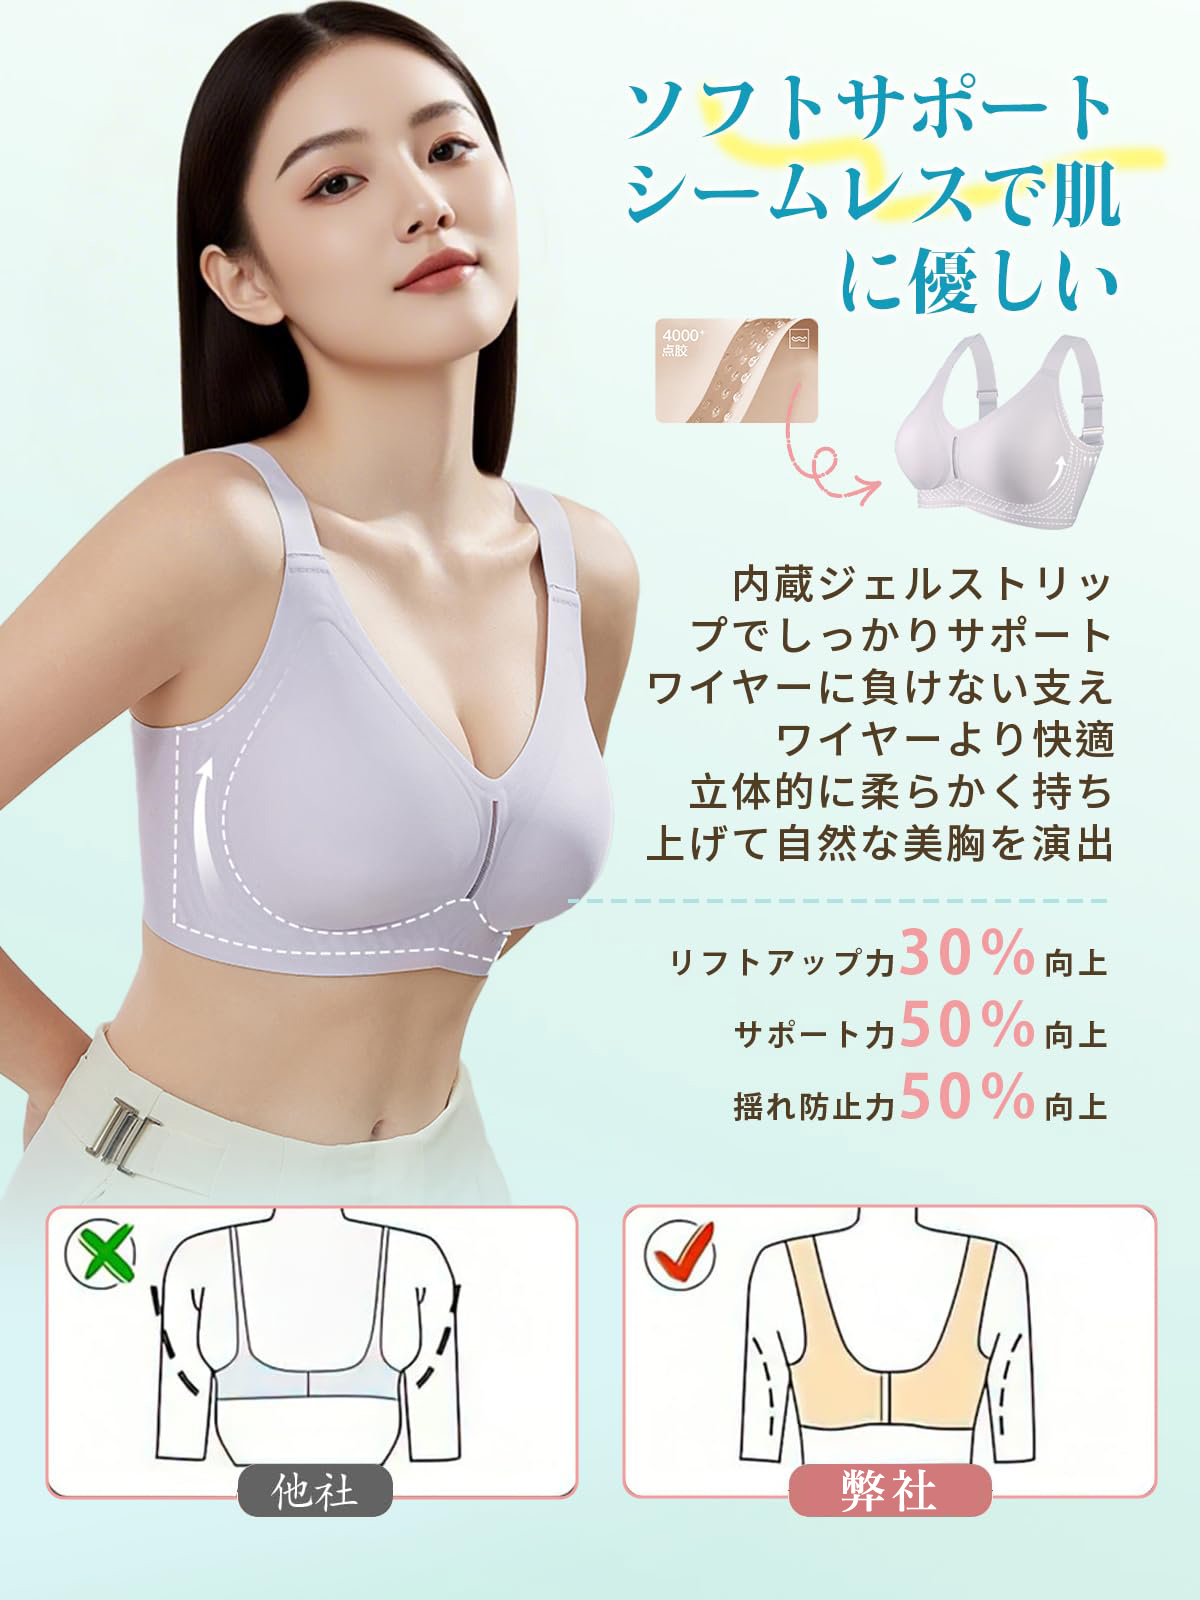 ソフトサポート
シームレスで肌
に優しい
4000+
点胶
内蔵ジェルストリッ
プでしっかりサポート
ワイヤーに負けない支え
ワイヤーより快適
立体的に柔らかく持ち
上げて自然な美胸を演出
リフトアップ力30%向上
サポート力50%向上
揺れ防止力50%向上
他社
弊社